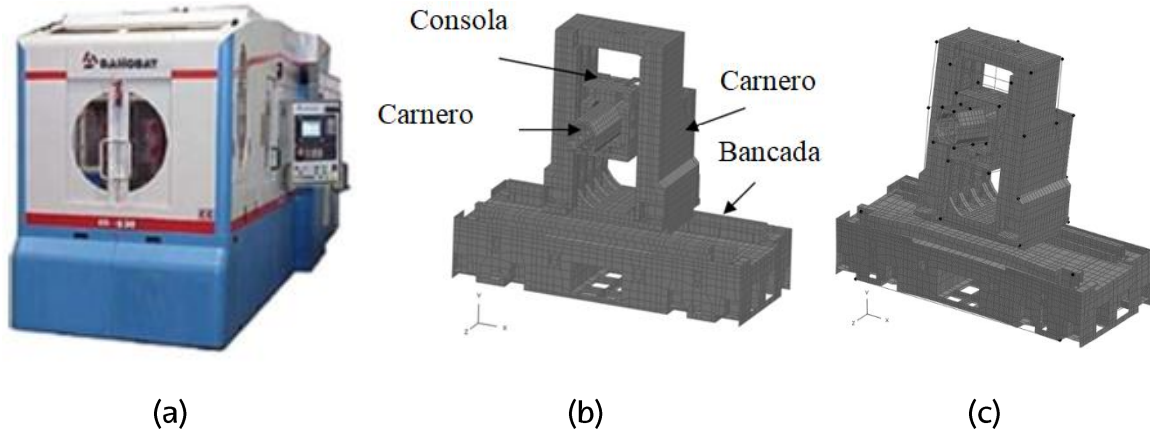 DANOBAT
Consola
Carnero
Carnero
Bancada
Y
Z
X
Y
Z
X
(a)
(b)
(c)